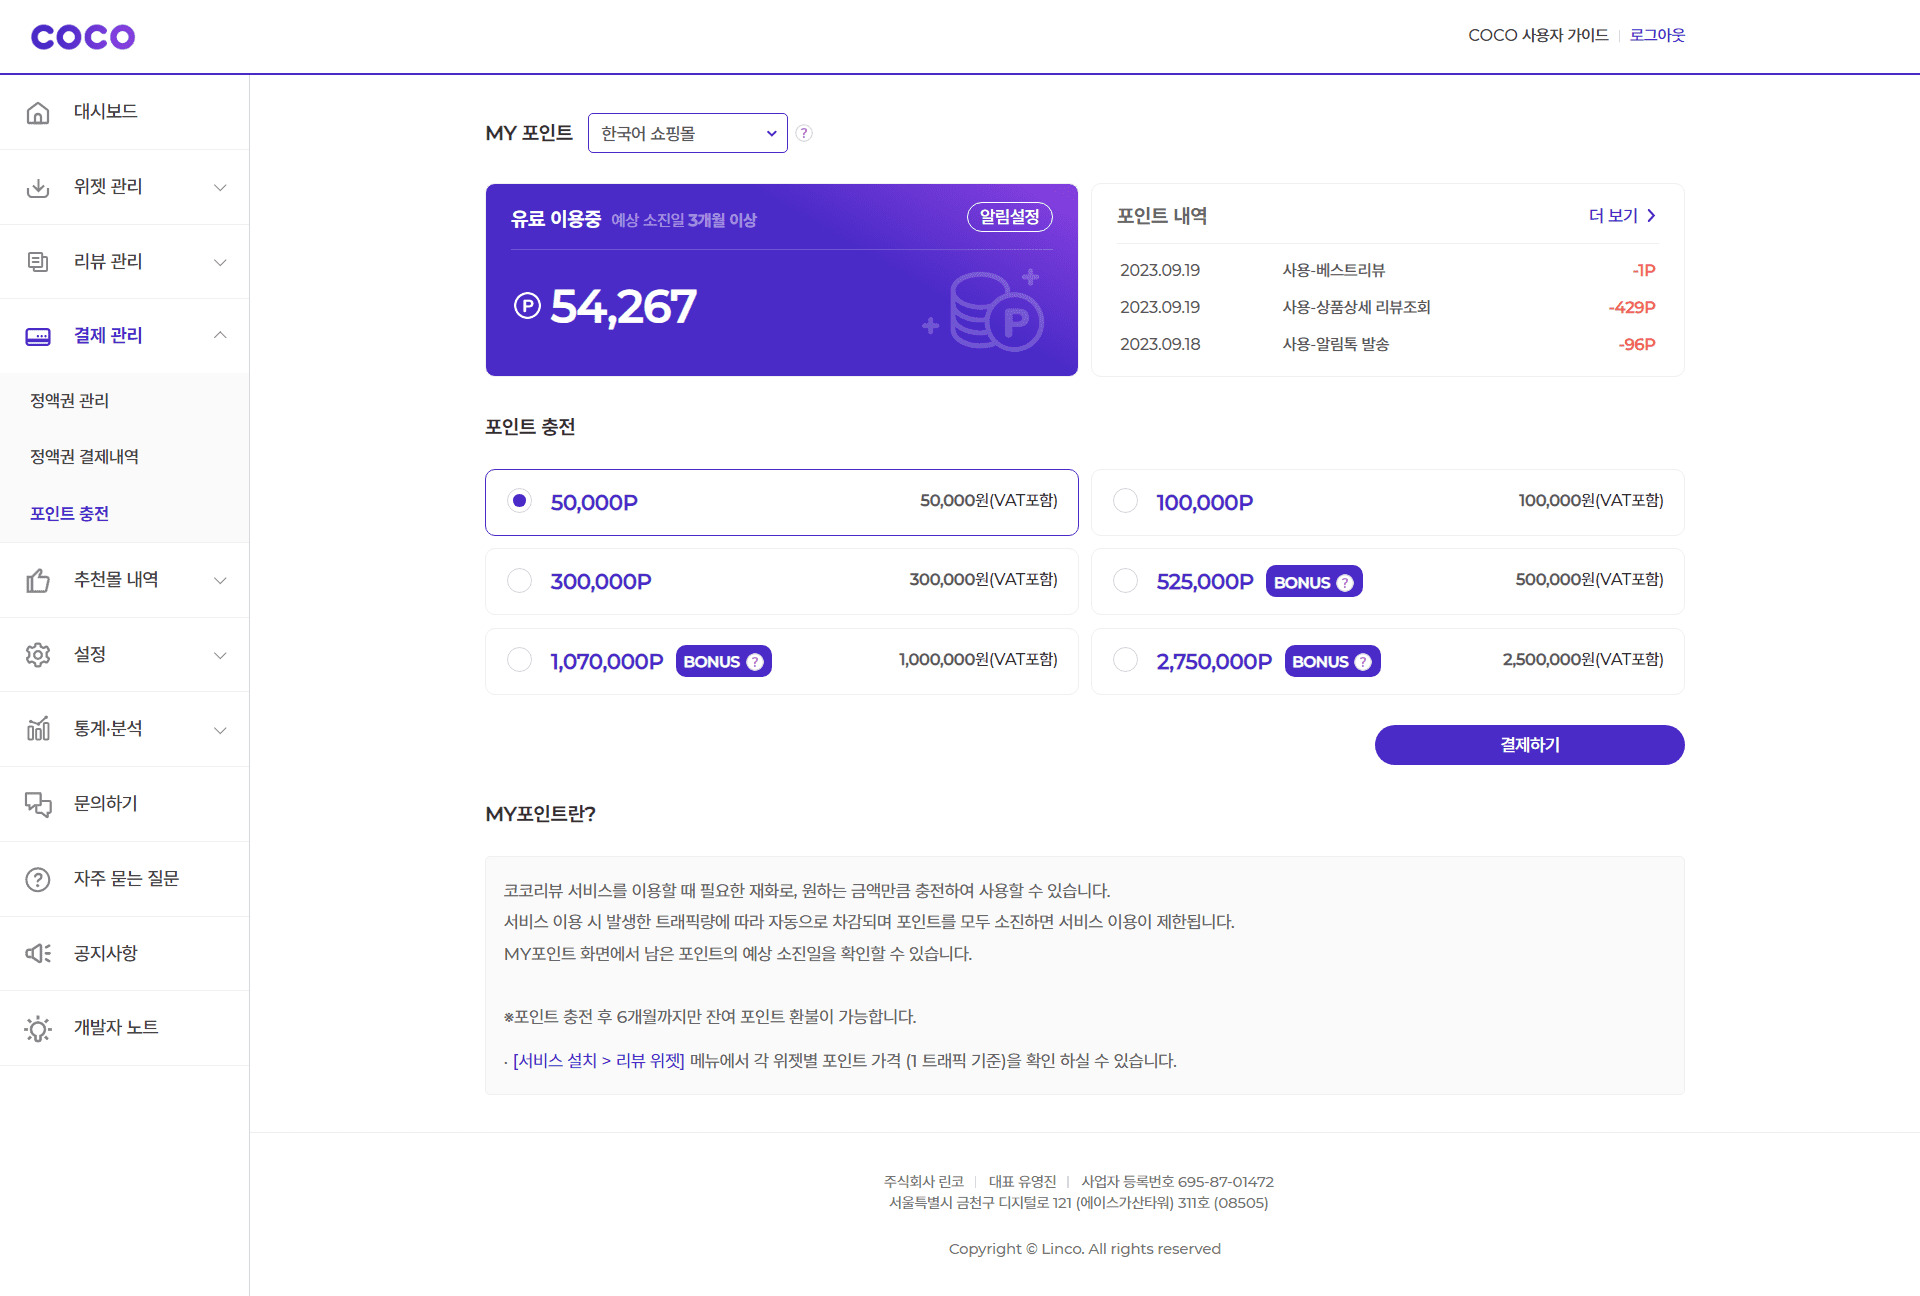 COCO
COCO 사용자 가이드 | 로그아웃
대시보드
위젯 관리
리뷰 관리
결제 관리
정액권 관리
정액권 결제내역
포인트 충전
추천몰 내역
설정
통계·분석
문의하기
자주 묻는 질문
공지사항
개발자 노트
MY 포인트 한국어 쇼핑몰 ?
유료 이용중 예상 소진일 3개월 이상 알림설정
P 54,267
P
포인트 내역 더 보기
2023.09.19 사용-베스트리뷰 -1P
2023.09.19 사용-상품상세 리뷰조회 -429P
2023.09.18 사용-알림톡 발송 -96P
포인트 충전
50,000P 50,000원(VAT포함)
100,000P 100,000원(VAT포함)
300,000P 300,000원(VAT포함)
525,000P BONUS ? 500,000원(VAT포함)
1,070,000P BONUS ? 1,000,000원(VAT포함)
2,750,000P BONUS ? 2,500,000원(VAT포함)
결제하기
MY포인트란?
코코리뷰 서비스를 이용할 때 필요한 재화로, 원하는 금액만큼 충전하여 사용할 수 있습니다.
서비스 이용 시 발생한 트래픽량에 따라 자동으로 차감되며 포인트를 모두 소진하면 서비스 이용이 제한됩니다.
MY포인트 화면에서 남은 포인트의 예상 소진일을 확인할 수 있습니다.
※포인트 충전 후 6개월까지만 잔여 포인트 환불이 가능합니다.
· [서비스 설치 > 리뷰 위젯] 메뉴에서 각 위젯별 포인트 가격 (1 트래픽 기준)을 확인 하실 수 있습니다.
주식회사 린코 | 대표 유영진 | 사업자 등록번호 695-87-01472
서울특별시 금천구 디지털로 121 (에이스가산타워) 311호 (08505)
Copyright © Linco. All rights reserved